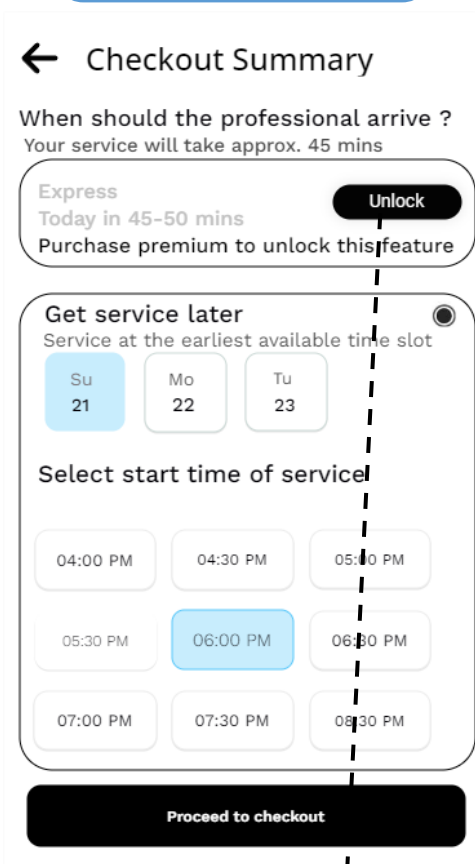 Checkout Summary
When should the professional arrive ?
Your service will take approx. 45 mins
Express
Today in 45-50 mins
Unlock
Purchase premium to unlock this feature
Get service later
Service at the earliest available time slot
Su Mo Tu
21 22 23
Select start time of service
04:00 PM 04:30 PM 05:00 PM
05:30 PM 06:00 PM 06:30 PM
07:00 PM 07:30 PM 08:30 PM
Proceed to checkout